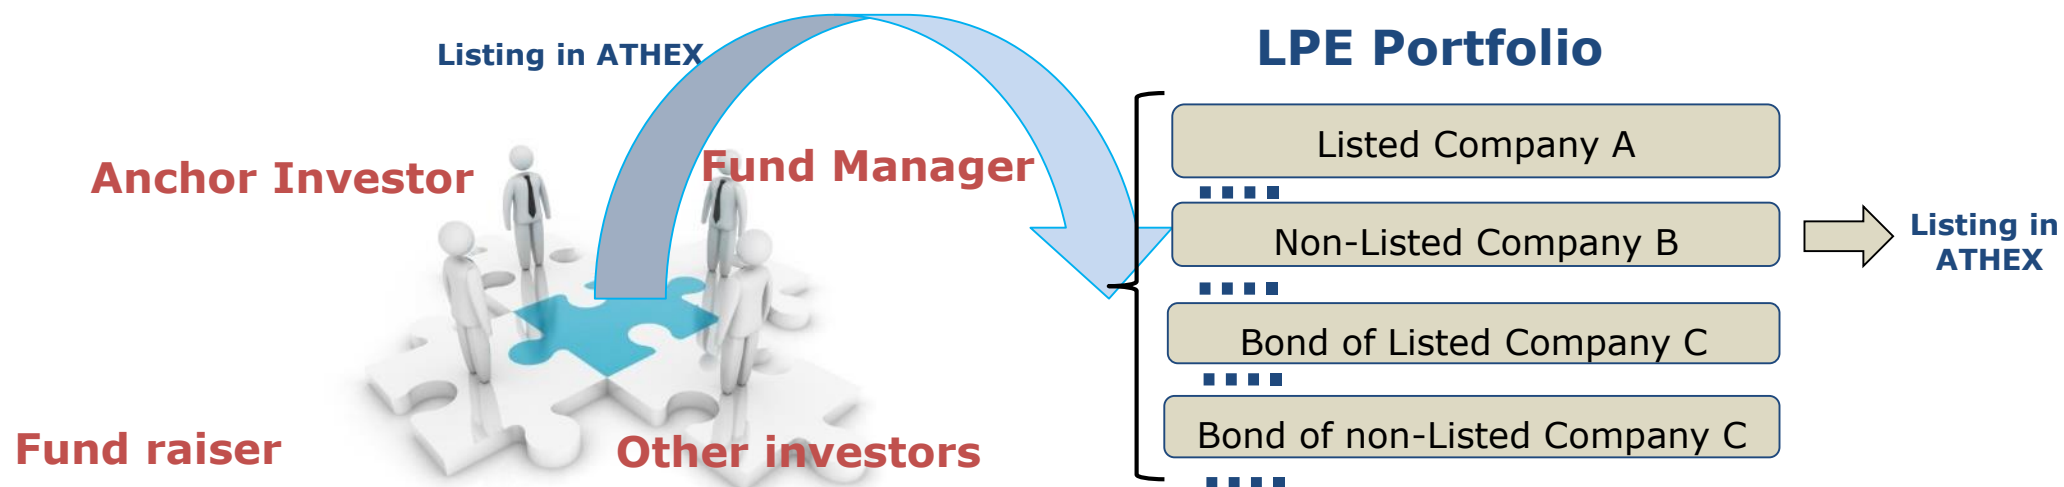 Listing in ATHEX
Anchor Investor
Fund Manager
Fund raiser
Other investors
LPE Portfolio
Listed Company A
Non-Listed Company B
Bond of Listed Company C
Bond of non-Listed Company C
Listing in
ATHEX